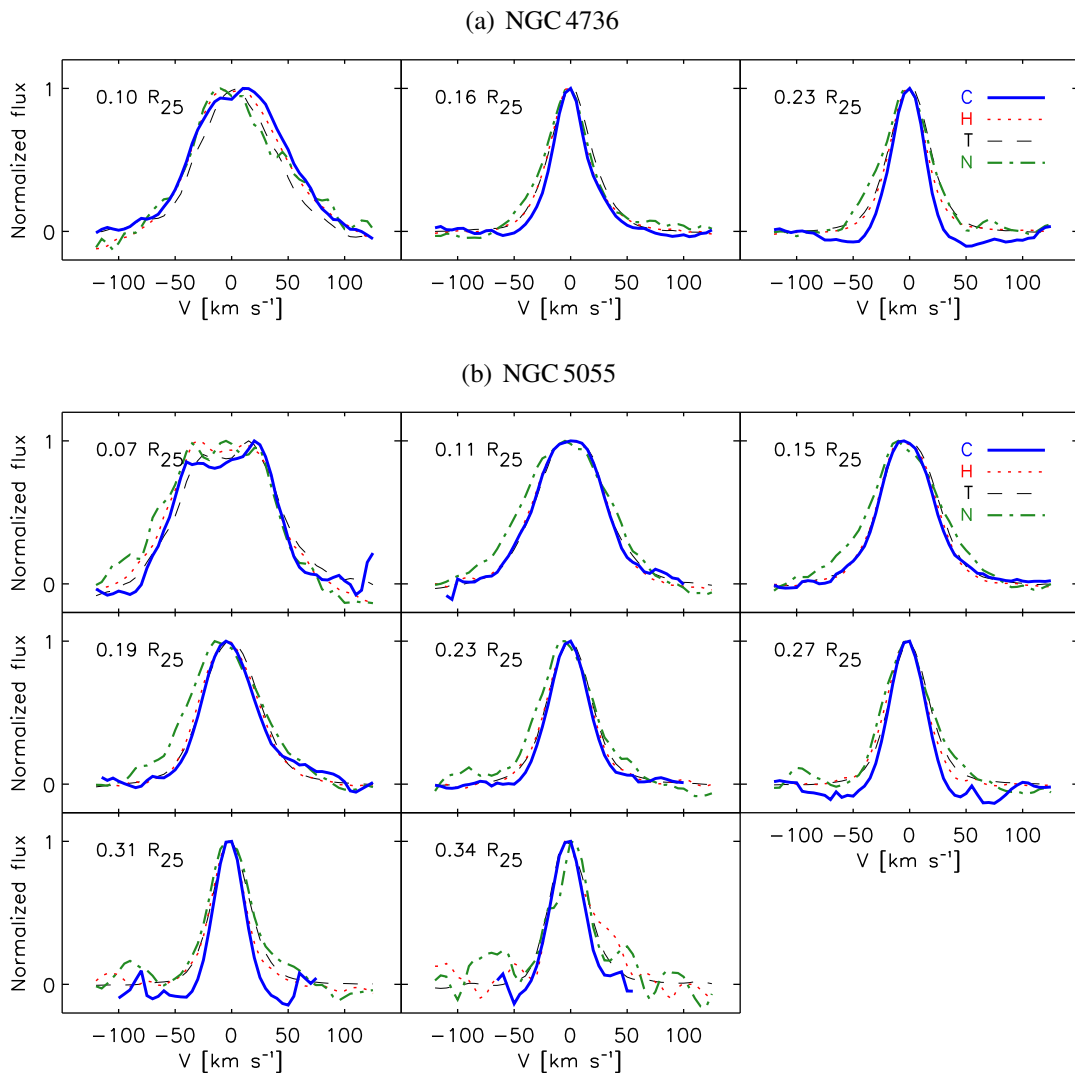 (a) NGC 4736
Normalized flux
1
0
0.10 R25
0.16 R25
0.23 R25
C
H
T
N
−100 −50 0 50 100
−100 −50 0 50 100
−100 −50 0 50 100
V [km s⁻¹]
V [km s⁻¹]
V [km s⁻¹]
(b) NGC 5055
Normalized flux
1
0
0.07 R25
0.11 R25
0.15 R25
C
H
T
N
Normalized flux
1
0
0.19 R25
0.23 R25
0.27 R25
−100 −50 0 50 100
V [km s⁻¹]
Normalized flux
1
0
0.31 R25
0.34 R25
−100 −50 0 50 100
−100 −50 0 50 100
V [km s⁻¹]
V [km s⁻¹]